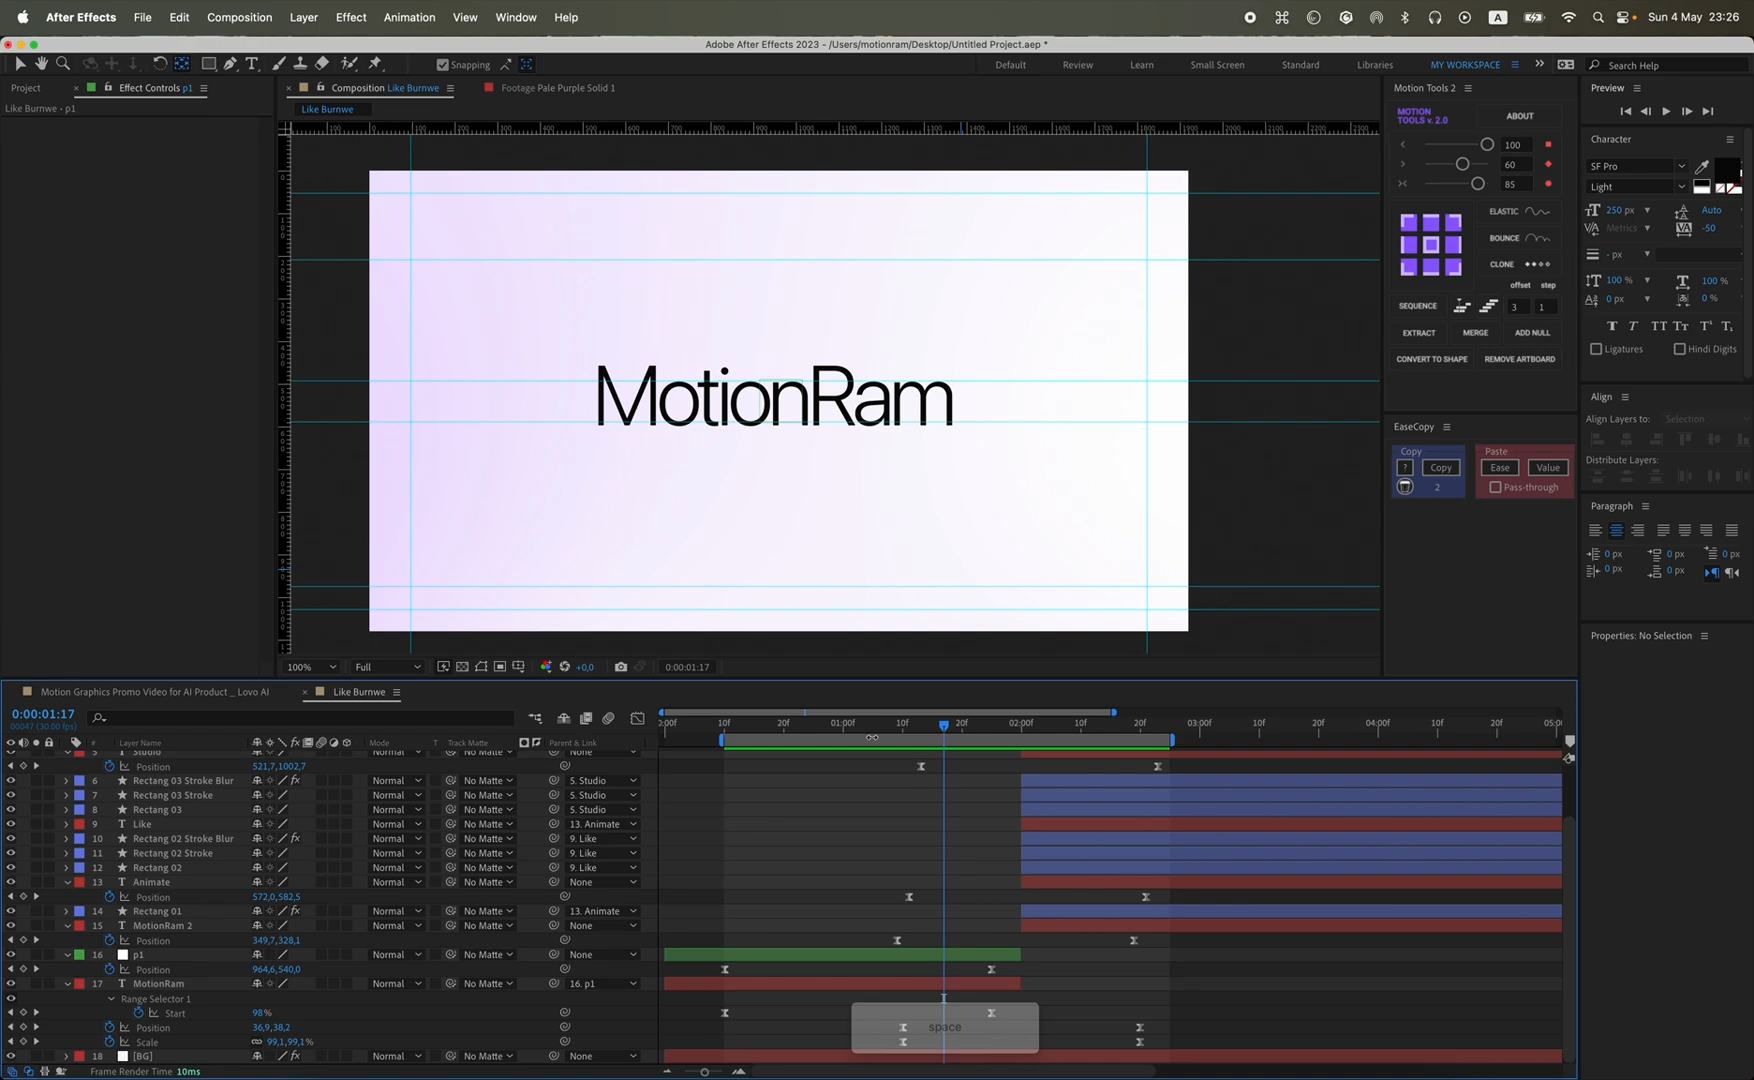 After Effects File Edit Composition Layer Effect Animation View Window Help A Sun 4 May 23:26
Adobe After Effects 2023 - /Users/motionram/Desktop/Untitled Project.aep *
Snapping Default Review Learn Small Screen Standard Libraries MY WORKSPACE Search Help
Project Effect Controls p1 Composition Like Burnwe Footage Pale Purple Solid 1 Motion Tools 2 Preview
Like Burnwe • p1 Like Burnwe
MOTION TOOLS v. 2.0 ABOUT
Character
100
60
85
SF Pro
Light
250 px Auto
Metrics -50
- px
100 % 100 %
0 px 0 %
ELASTIC
BOUNCE
CLONE
offset step
SEQUENCE 3 1
EXTRACT MERGE ADD NULL
CONVERT TO SHAPE REMOVE ARTBOARD
Ligatures Hindi Digits
MotionRam
Align
Align Layers to: Selection
Distribute Layers:
EaseCopy
Copy Paste
? Copy Ease Value
2 Pass-through
Paragraph
0 px 0 px 0 px
0 px 0 px
Properties: No Selection
100% Full +0,0 0:00:01:17
Motion Graphics Promo Video for AI Product _ Lovo AI Like Burnwe
0:00:01:17
00047 (30.00 fps)
0:00f 10f 20f 01:00f 10f 20f 02:00f 10f 20f 03:00f 10f 20f 04:00f 10f 20f 05:0
# Layer Name Mode T Track Matte Parent & Link
5 Studio Normal No Matte None
Position 521,7,1002,7
6 Rectang 03 Stroke Blur Normal No Matte 5. Studio
7 Rectang 03 Stroke Normal No Matte 5. Studio
8 Rectang 03 Normal No Matte 5. Studio
9 Like Normal No Matte 13. Animate
10 Rectang 02 Stroke Blur Normal No Matte 9. Like
11 Rectang 02 Stroke Normal No Matte 9. Like
12 Rectang 02 Normal No Matte 9. Like
13 Animate Normal No Matte None
Position 572,0,582,5
14 Rectang 01 Normal No Matte 13. Animate
15 MotionRam 2 Normal No Matte None
Position 349,7,328,1
16 p1 Normal No Matte None
Position 964,6,540,0
17 MotionRam Normal No Matte 16. p1
Range Selector 1
Start 98%
Position 36,9,38,2
Scale 99,1,99,1%
space
18 [BG] Normal No Matte None
Frame Render Time 10ms